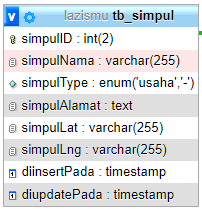 v lazismu tb_simpul
simpulID : int(2)
simpulNama : varchar(255)
simpulType : enum('usaha','-')
simpulAlamat : text
simpulLat : varchar(255)
simpulLng : varchar(255)
diinsertPada : timestamp
diupdatePada : timestamp